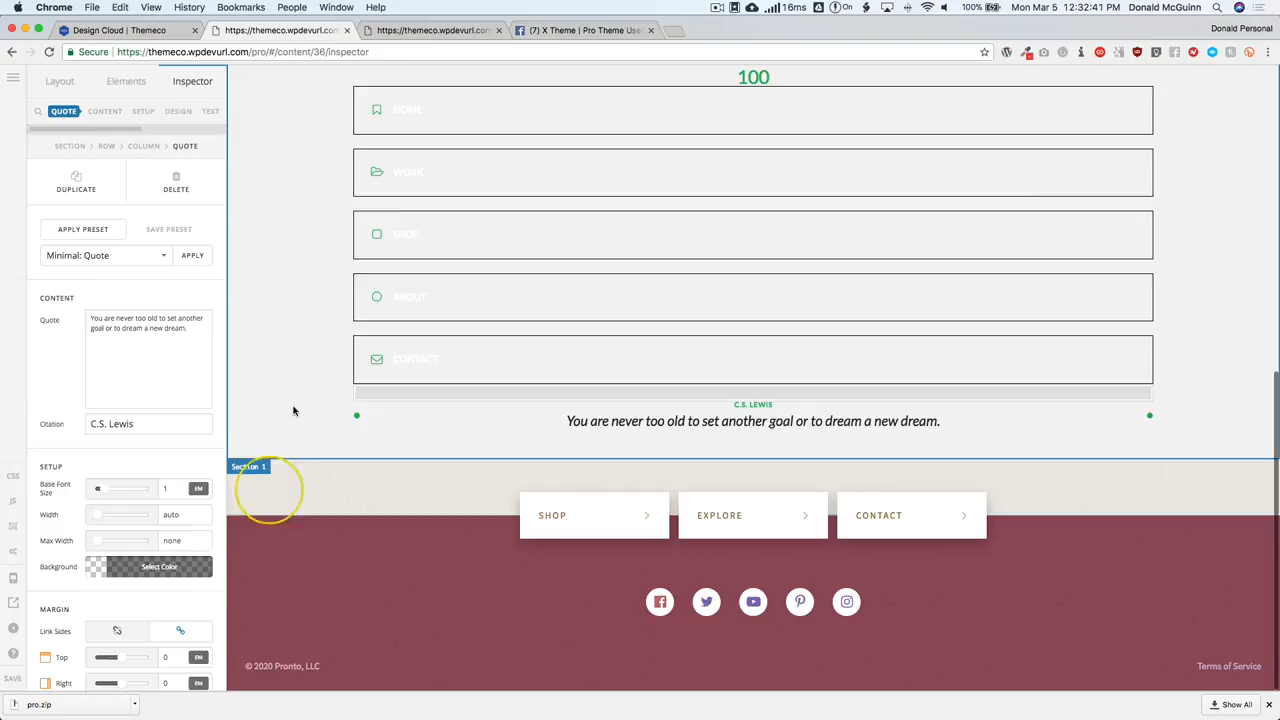 Chrome File Edit View History Bookmarks People Window Help
16ms
On
100%
Mon Mar 5 12:32:41
Donald McGuinn
Design Cloud | Themeco
https://themeco.wpdevurl.com
https://themeco.wpdevurl.com
(7) X Theme | Pro Theme Use
Donald Personal
Secure
https://themeco.wpdevurl.com/pro/#/content/36/inspector
Layout Elements Inspector
QUOTE CONTENT SETUP DESIGN TEXT
SECTION > ROW > COLUMN > QUOTE
DUPLICATE DELETE
APPLY PRESET SAVE PRESET
Minimal: Quote APPLY
CONTENT
Quote
You are never too old to set another
goal or to dream a new dream.
Citation C.S. Lewis
SETUP
Base Font
Size
1 EM
Width auto
Max Width none
Background Select Color
MARGIN
Link Sides
Top 0 EM
Right 0 EM
CSS
JS
SAVE
100
HOME
WORK
SHOP
ABOUT
CONTACT
C.S. LEWIS
You are never too old to set another goal or to dream a new dream.
Section 1
SHOP EXPLORE CONTACT
© 2020 Pronto, LLC
Terms of Service
pro.zip
Show All